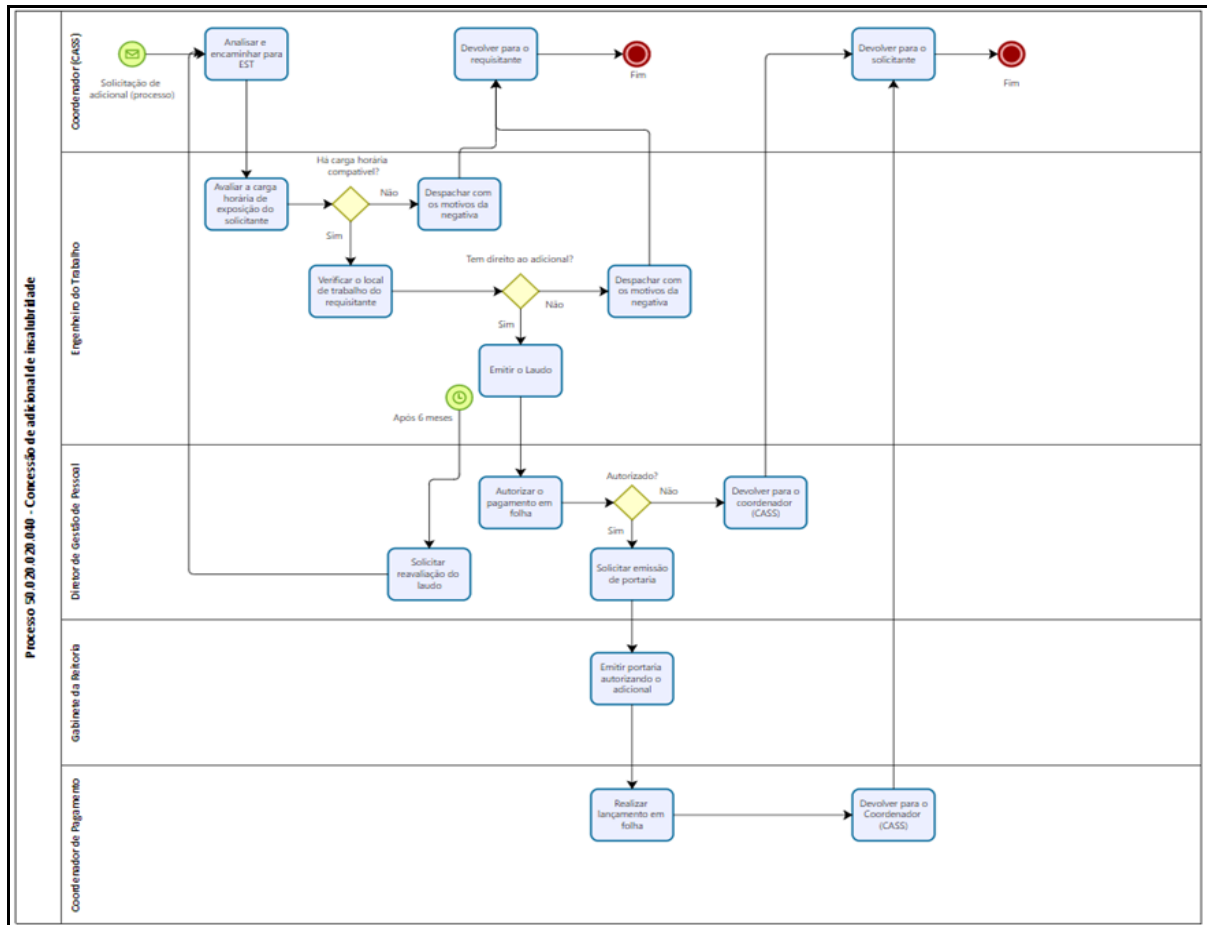 Processo 50.020.020.040 - Concessão de adicional de insalubridade
Coordenador (CASS)
Solicitação de
adicional (processo)
Analisar e
encaminhar para
EST
Devolver para o
requisitante
Fim
Devolver para o
solicitante
Fim
Engenheiro do Trabalho
Avaliar a carga
horária de
exposição do
solicitante
Há carga horária
compatível?
Não
Sim
Despachar com
os motivos da
negativa
Verificar o local
de trabalho do
requisitante
Tem direito ao adicional?
Não
Sim
Despachar com
os motivos da
negativa
Emitir o Laudo
Após 6 meses
Diretor de Gestão de Pessoal
Autorizar o
pagamento em
folha
Autorizado?
Não
Sim
Devolver para o
coordenador
(CASS)
Solicitar
reavaliação do
laudo
Solicitar emissão
de portaria
Gabinete da Reitoria
Emitir portaria
autorizando o
adicional
Coordenador de Pagamento
Realizar
lançamento em
folha
Devolver para o
Coordenador
(CASS)